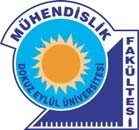 MÜHENDİSLİK
FAKÜLTESİ
DOKUZ EYLÜL ÜNİVERSİTESİ